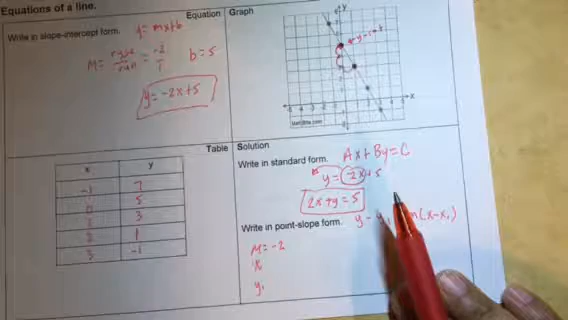 Equations of a line.
Equation
Write in slope-intercept form. y = mx+b
M = rise/run = -2/1 b = 5
y = -2x+5
Graph
y
x
Table
x y
-1 7
0 5
1 3
2 1
3 -1
Solution
Write in standard form. Ax + By = C
y = -2x+5
2x+y = 5
Write in point-slope form. y - y₁ m(x-x₁)
M = -2
x₁
y₁